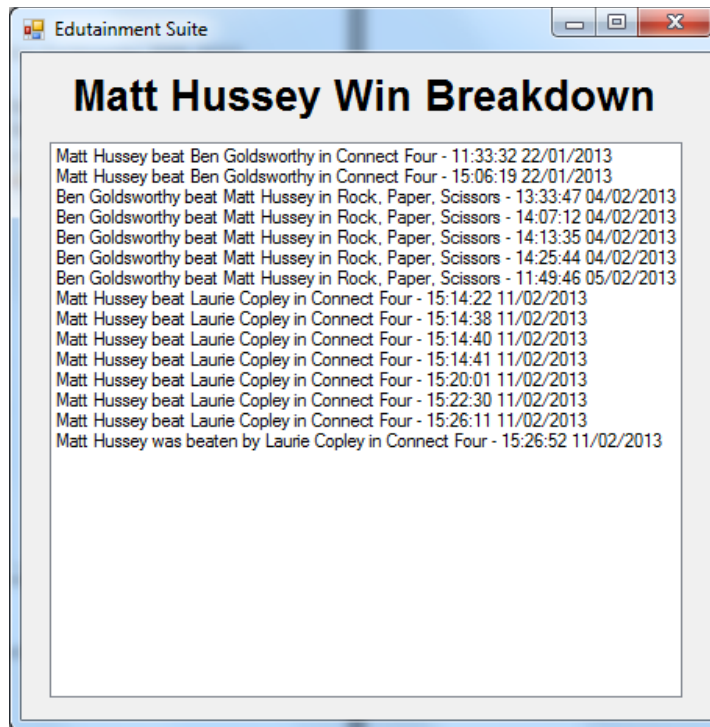 Edutainment Suite
Matt Hussey Win Breakdown
Matt Hussey beat Ben Goldsworthy in Connect Four - 11:33:32 22/01/2013
Matt Hussey beat Ben Goldsworthy in Connect Four - 15:06:19 22/01/2013
Ben Goldsworthy beat Matt Hussey in Rock, Paper, Scissors - 13:33:47 04/02/2013
Ben Goldsworthy beat Matt Hussey in Rock, Paper, Scissors - 14:07:12 04/02/2013
Ben Goldsworthy beat Matt Hussey in Rock, Paper, Scissors - 14:13:35 04/02/2013
Ben Goldsworthy beat Matt Hussey in Rock, Paper, Scissors - 14:25:44 04/02/2013
Ben Goldsworthy beat Matt Hussey in Rock, Paper, Scissors - 11:49:46 05/02/2013
Matt Hussey beat Laurie Copley in Connect Four - 15:14:22 11/02/2013
Matt Hussey beat Laurie Copley in Connect Four - 15:14:38 11/02/2013
Matt Hussey beat Laurie Copley in Connect Four - 15:14:40 11/02/2013
Matt Hussey beat Laurie Copley in Connect Four - 15:14:41 11/02/2013
Matt Hussey beat Laurie Copley in Connect Four - 15:20:01 11/02/2013
Matt Hussey beat Laurie Copley in Connect Four - 15:22:30 11/02/2013
Matt Hussey beat Laurie Copley in Connect Four - 15:26:11 11/02/2013
Matt Hussey was beaten by Laurie Copley in Connect Four - 15:26:52 11/02/2013